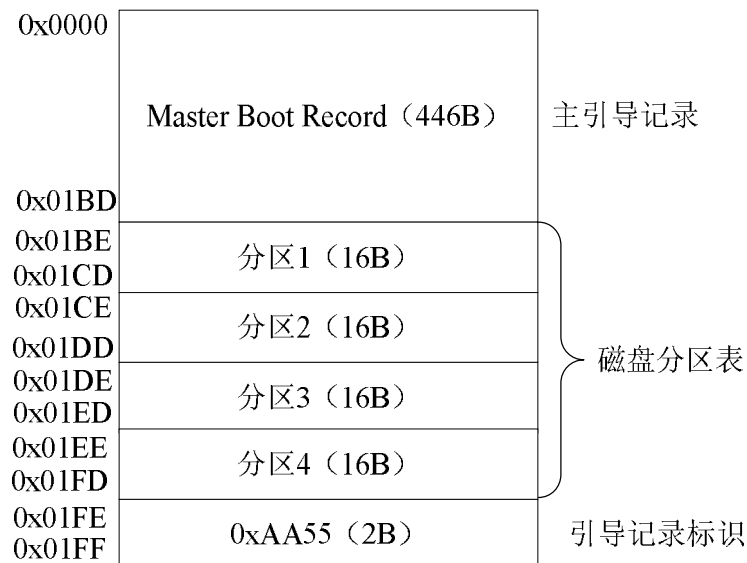 0x0000
Master Boot Record（446B）
主引导记录
0x01BD
0x01BE
分区1（16B）
0x01CD
0x01CE
分区2（16B）
0x01DD
磁盘分区表
0x01DE
分区3（16B）
0x01ED
0x01EE
分区4（16B）
0x01FD
0x01FE
0xAA55（2B）
引导记录标识
0x01FF